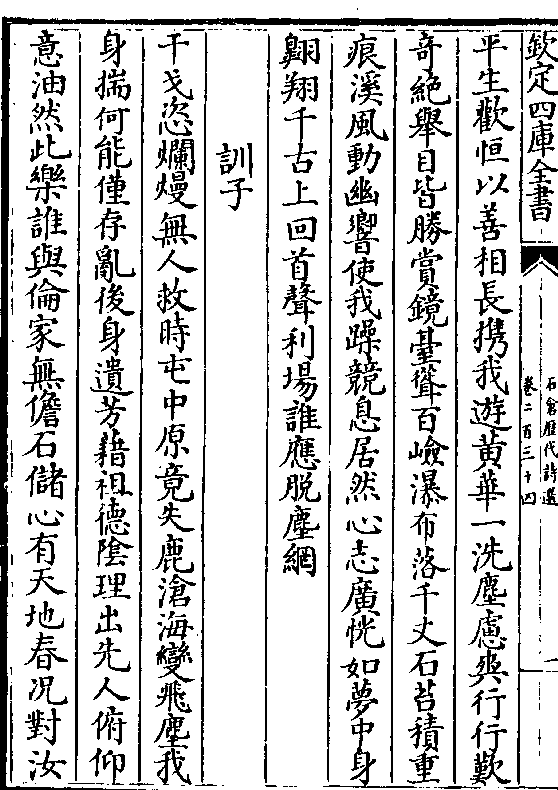 欽定四庫全書
石倉歷代詩選
卷二百三十四
平生歡恒以善相長携我遊黄華一洗塵慮爽行行歎
奇絶舉目皆勝賞鏡臺聳百嶮瀑布落千丈石苔積重
痕溪風動幽響使我躁競息居然心志廣恍如夢中身
翺翔千古上回首聲利場誰應脱塵網
訓子
干戈恣爛熳無人救時屯中原竟失鹿滄海變飛塵我
身揣何能僅存亂後身遺芳藉祖德陰理出先人俯仰
意油然此樂誰與倫家無儋石儲心有天地春况對汝